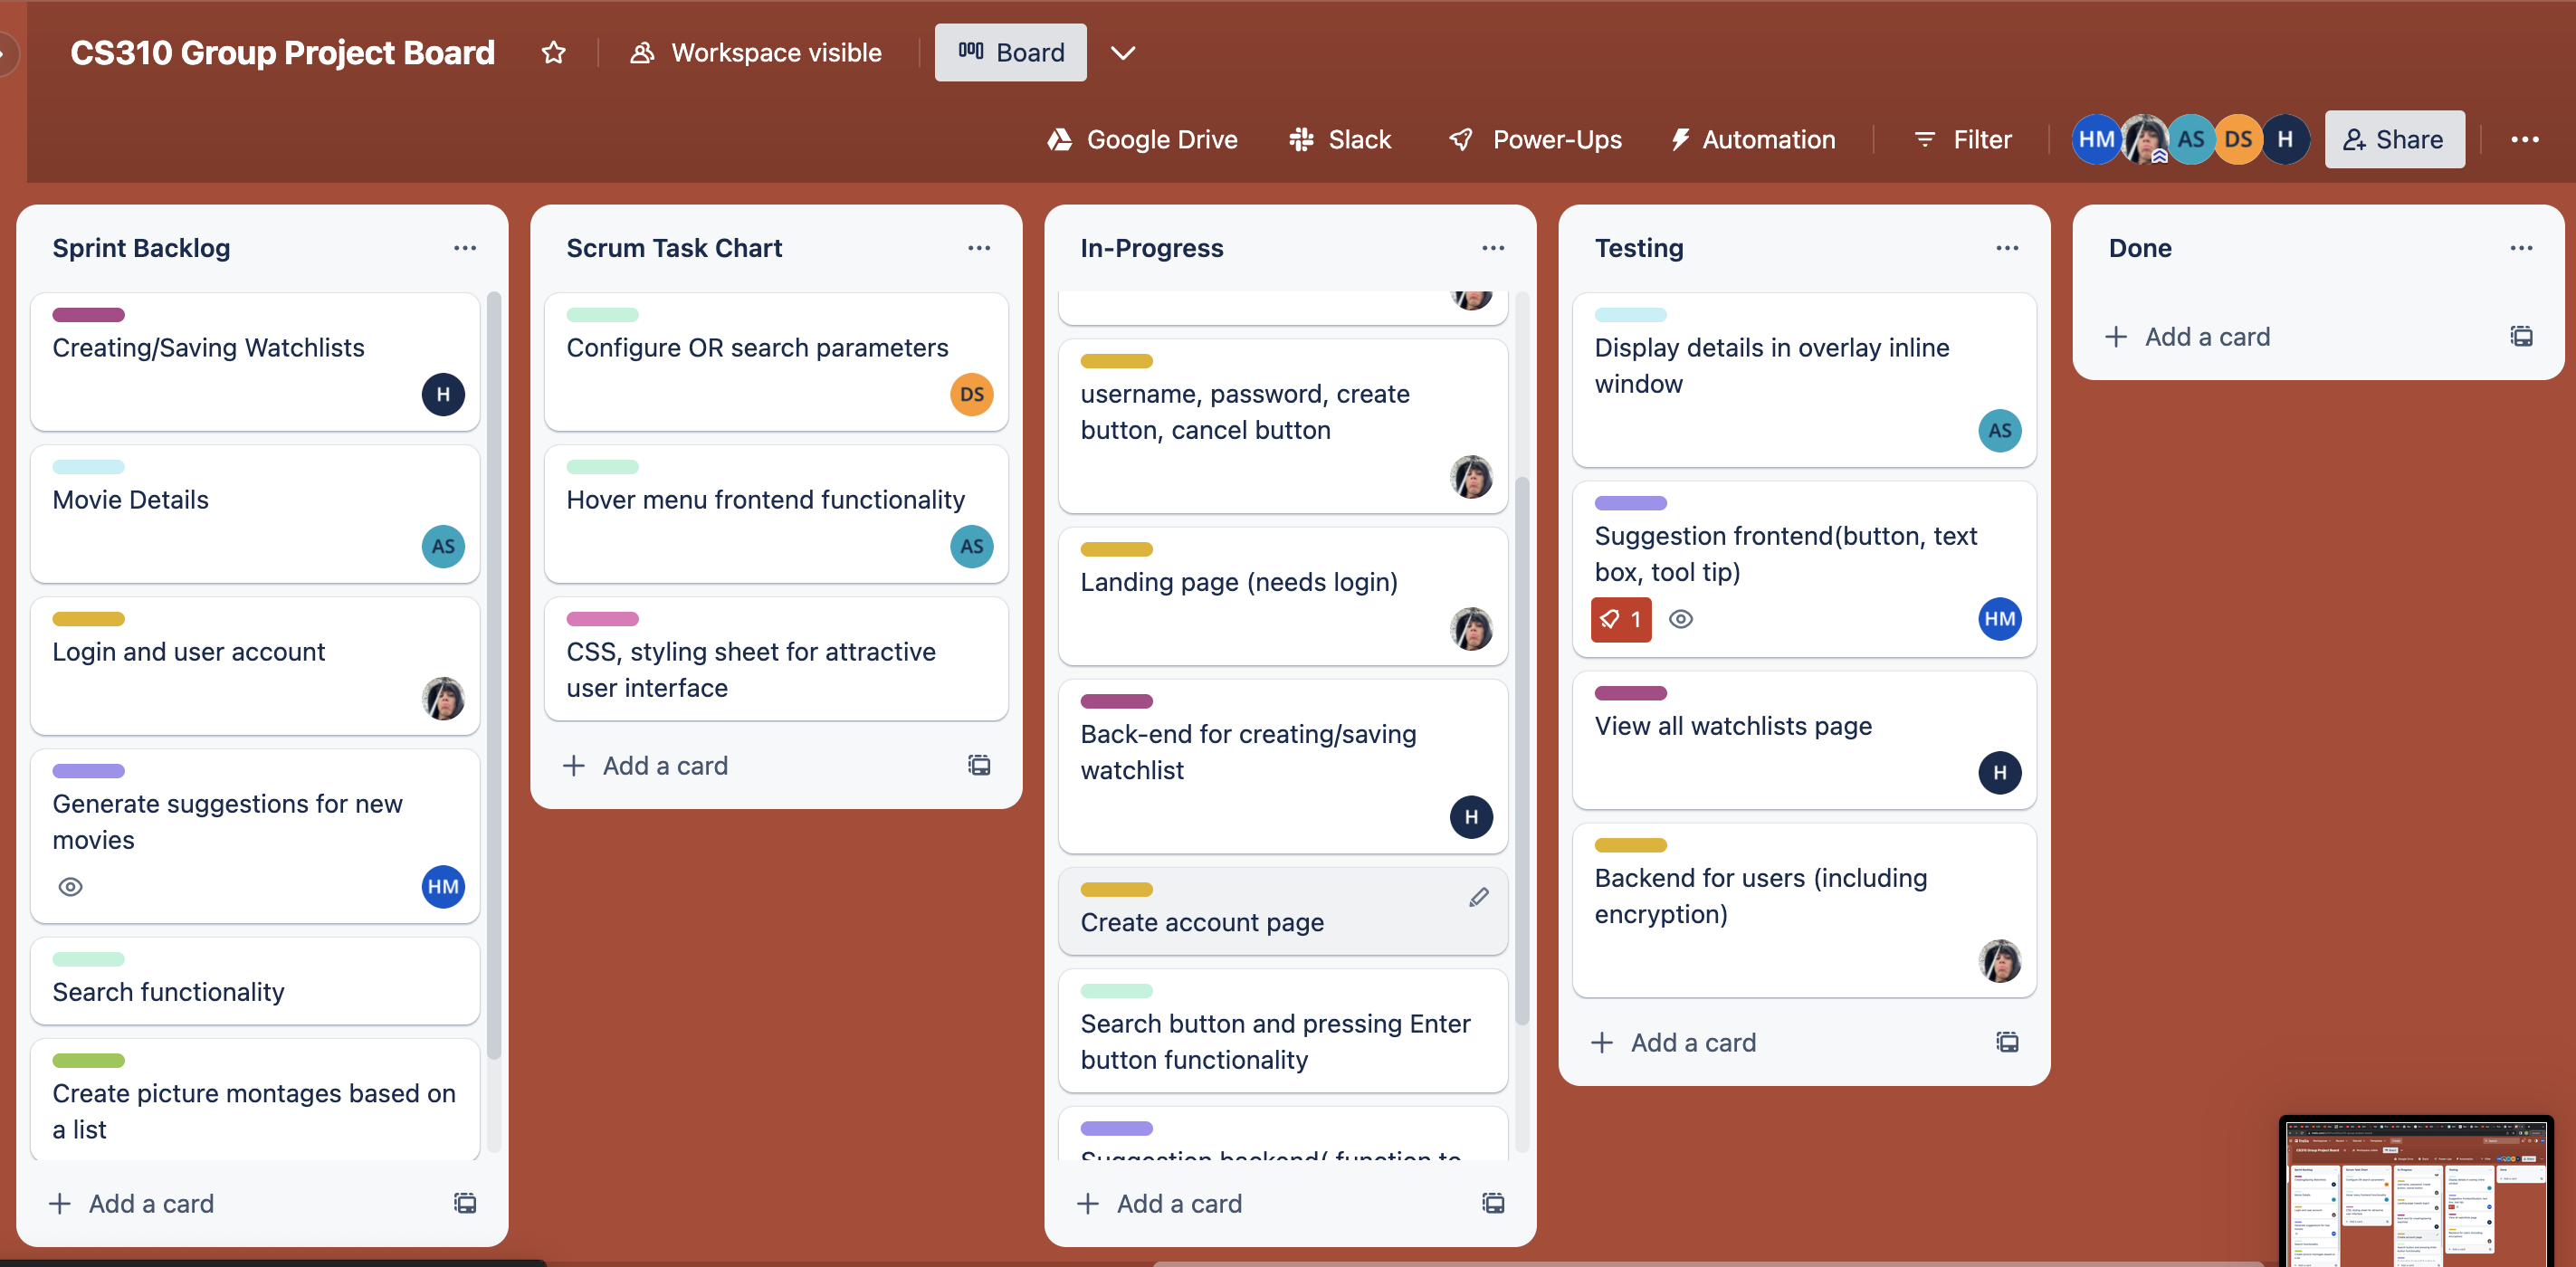 CS310 Group Project Board
Workspace visible
Board
Google Drive
Slack
Power-Ups
Automation
Filter
HM
AS
DS
H
Share
Sprint Backlog
Creating/Saving Watchlists
H
Movie Details
AS
Login and user account
Generate suggestions for new
movies
HM
Search functionality
Create picture montages based on
a list
+ Add a card
Scrum Task Chart
Configure OR search parameters
DS
Hover menu frontend functionality
AS
CSS, styling sheet for attractive
user interface
+ Add a card
In-Progress
username, password, create
button, cancel button
Landing page (needs login)
Back-end for creating/saving
watchlist
H
Create account page
Search button and pressing Enter
button functionality
Suggestion backend( function to
+ Add a card
Testing
Display details in overlay inline
window
AS
Suggestion frontend(button, text
box, tool tip)
1
HM
View all watchlists page
H
Backend for users (including
encryption)
+ Add a card
Done
+ Add a card